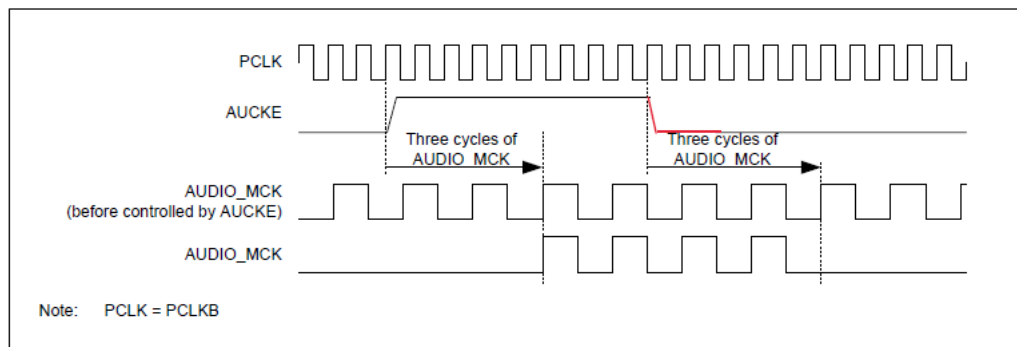 PCLK
AUCKE
Three cycles of
AUDIO_MCK
Three cycles of
AUDIO_MCK
AUDIO_MCK
(before controlled by AUCKE)
AUDIO_MCK
Note: PCLK = PCLKB